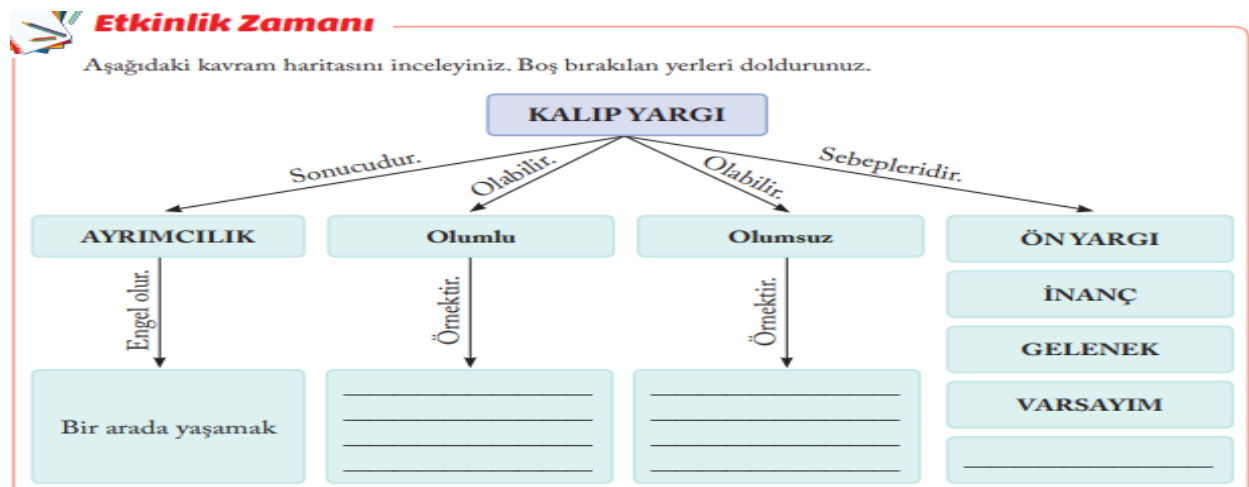 Etkinlik Zamanı
Aşağıdaki kavram haritasını inceleyiniz. Boş bırakılan yerleri doldurunuz.
KALIP YARGI
Sonucudur.
Olabilir.
Olabilir.
Sebepleridir.
AYRIMCILIK
Olumlu
Olumsuz
ÖN YARGI
Engel olur.
Örnektir.
Örnektir.
İNANÇ
GELENEK
VARSAYIM
Bir arada yaşamak